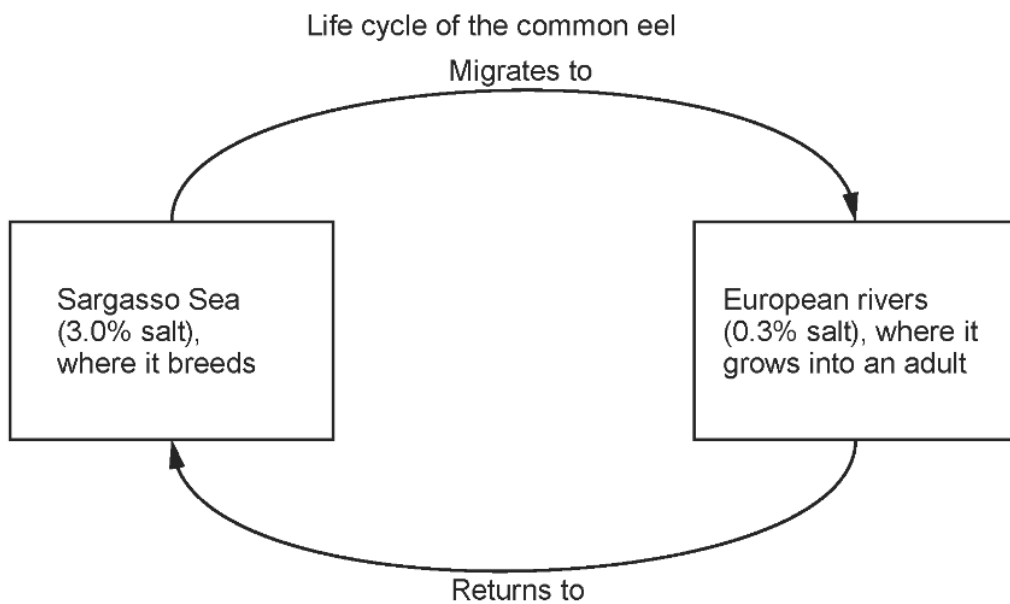 Life cycle of the common eel
Migrates to
Sargasso Sea
(3.0% salt),
where it breeds
European rivers
(0.3% salt), where it
grows into an adult
Returns to